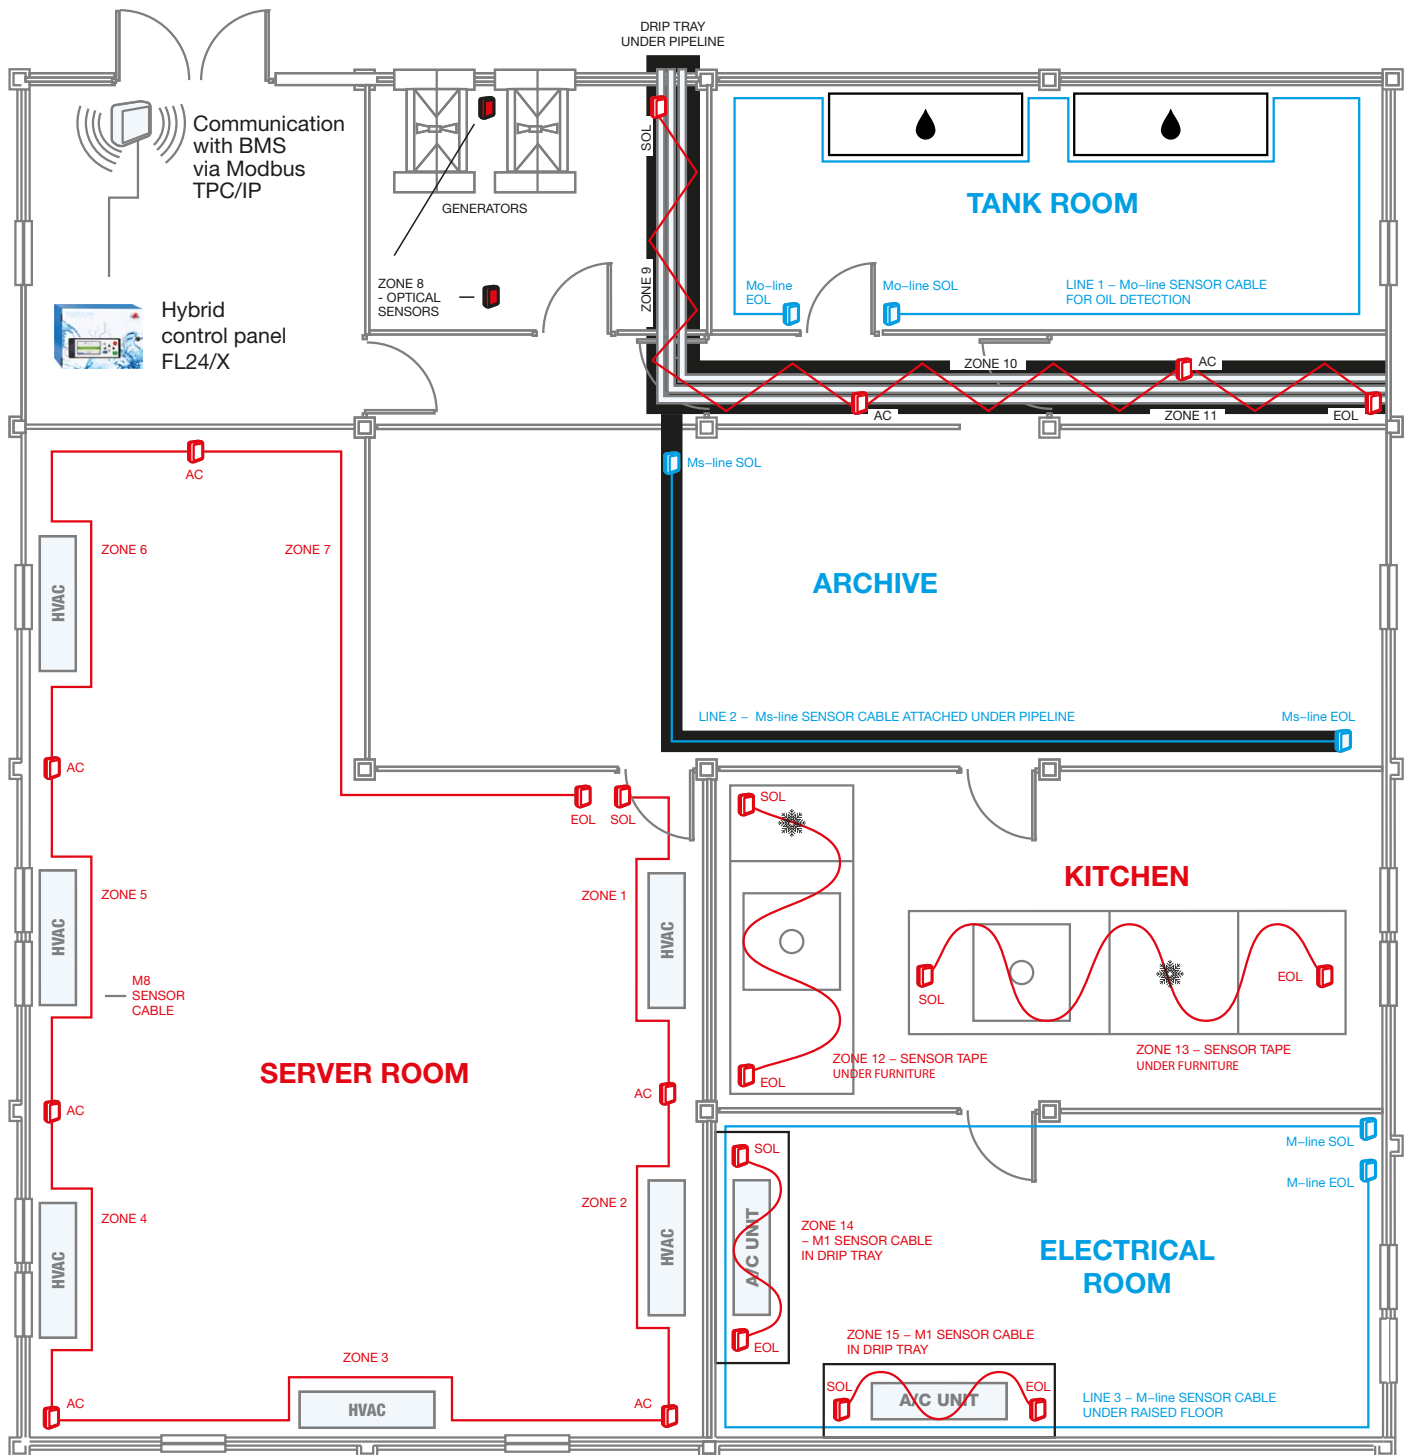 DRIP TRAY
UNDER PIPELINE
Communication
with BMS
via Modbus
TPC/IP
SOL
GENERATORS
TANK ROOM
ZONE 8
- OPTICAL
SENSORS
ZONE 9
Mo-line
EOL
Mo-line SOL
LINE 1 – Mo-line SENSOR CABLE
FOR OIL DETECTION
Hybrid
control panel
FL24/X
ZONE 10
AC
AC
ZONE 11
EOL
AC
Ms-line SOL
ZONE 6
ZONE 7
HVAC
ARCHIVE
LINE 2 – Ms-line SENSOR CABLE ATTACHED UNDER PIPELINE
Ms-line EOL
AC
EOL
SOL
SOL
ZONE 5
ZONE 1
HVAC
HVAC
KITCHEN
M8
SENSOR
CABLE
SOL
EOL
SERVER ROOM
ZONE 12 – SENSOR TAPE
UNDER FURNITURE
ZONE 13 – SENSOR TAPE
UNDER FURNITURE
EOL
AC
AC
M-line SOL
SOL
M-line EOL
ZONE 4
ZONE 2
HVAC
HVAC
A/C UNIT
ZONE 14
– M1 SENSOR CABLE
IN DRIP TRAY
ELECTRICAL
ROOM
EOL
ZONE 15 – M1 SENSOR CABLE
IN DRIP TRAY
ZONE 3
AC
HVAC
AC
SOL
A/C UNIT
EOL
LINE 3 – M-line SENSOR CABLE
UNDER RAISED FLOOR